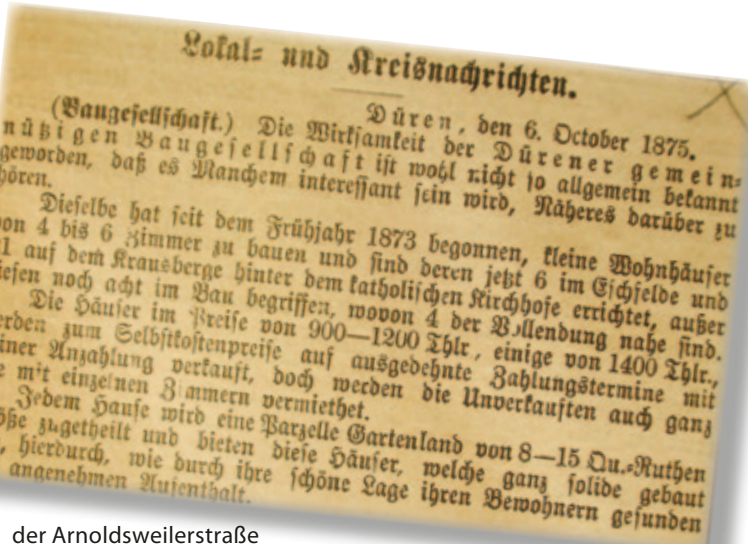 Lokal= und Kreisnachrichten.
Düren, den 6. October 1875.
(Baugesellschaft.) Die Wirksamkeit der Dürener gemein=
nützigen Baugesellschaft ist wohl nicht so allgemein bekannt
geworden, daß es Manchem interessant sein wird, Näheres darüber zu
hören.
Dieselbe hat seit dem Frühjahr 1873 begonnen, kleine Wohnhäuser
von 4 bis 6 Zimmer zu bauen und sind deren jetzt 6 im Eschfelde und
1 auf dem Krausberge hinter dem katholischen Kirchhofe errichtet, außer
diesen noch acht im Bau begriffen, wovon 4 der Vollendung nahe sind.
Die Häuser im Preise von 900—1200 Thlr, einige von 1400 Thlr.,
werden zum Selbstkostenpreise auf ausgedehnte Zahlungstermine mit
einer Anzahlung verkauft, doch werden die Unverkauften auch ganz
mit einzelnen Zimmern vermiethet.
Jedem Hause wird eine Parzelle Gartenland von 8—15 Qu.=Ruthen
zugetheilt und bieten diese Häuser, welche ganz solide gebaut
, hierdurch, wie durch ihre schöne Lage ihren Bewohnern gesunden
angenehmen Aufenthalt.
der Arnoldsweilerstraße